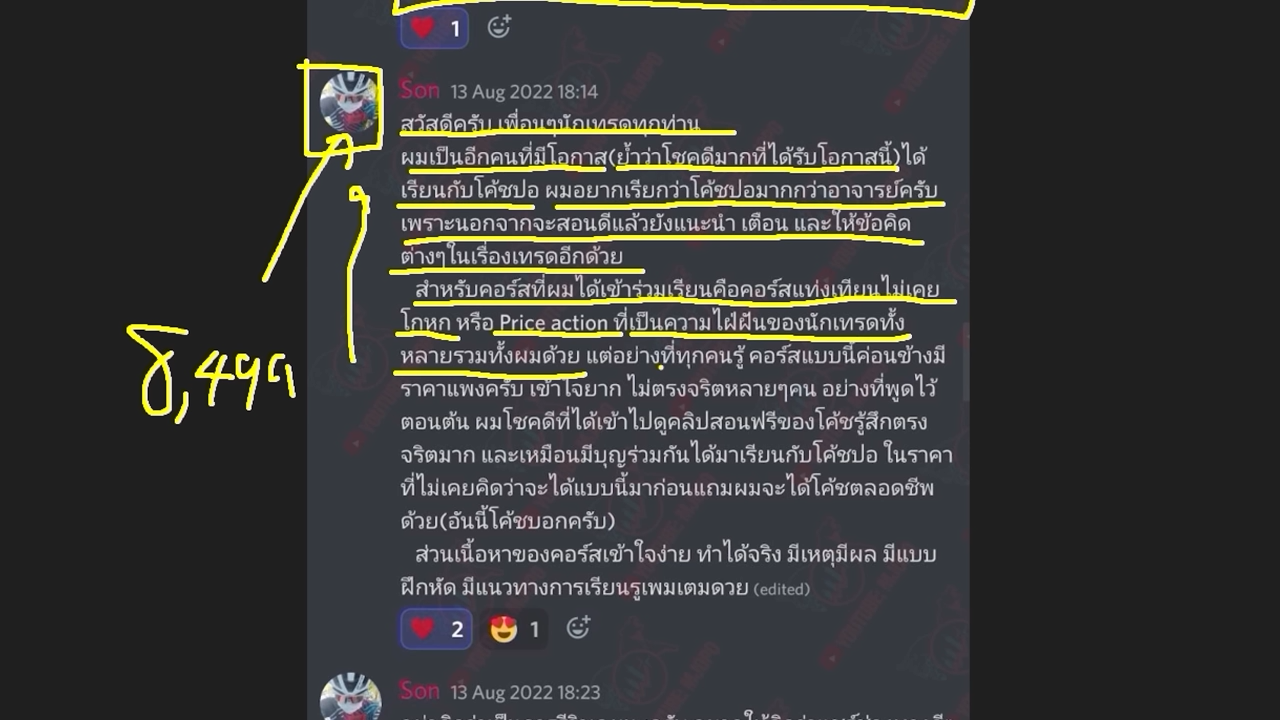 1
Son 13 Aug 2022 18:14
สวัสดีครับ เพื่อนๆนักเทรดทุกท่าน
ผมเป็นอีกคนที่มีโอกาส(ย้ำว่าโชคดีมากที่ได้รับโอกาสนี้)ได้
เรียนกับโค้ชปอ ผมอยากเรียกว่าโค้ชปอมากกว่าอาจารย์ครับ
เพราะนอกจากจะสอนดีแล้วยังแนะนำ เตือน และให้ข้อคิด
ต่างๆในเรื่องเทรดอีกด้วย
สำหรับคอร์สที่ผมได้เข้าร่วมเรียนคือคอร์สแท่งเทียนไม่เคย
โกหก หรือ Price action ที่เป็นความไฝ่ฝันของนักเทรดทั้ง
หลายรวมทั้งผมด้วย แต่อย่างที่ทุกคนรู้ คอร์สแบบนี้ค่อนข้างมี
ราคาแพงครับ เข้าใจยาก ไม่ตรงจริตหลายๆคน อย่างที่พูดไว้
ตอนต้น ผมโชคดีที่ได้เข้าไปดูคลิปสอนฟรีของโค้ชรู้สึกตรง
จริตมาก และเหมือนมีบุญร่วมกันได้มาเรียนกับโค้ชปอ ในราคา
ที่ไม่เคยคิดว่าจะได้แบบนี้มาก่อนแถมผมจะได้โค้ชตลอดชีพ
ด้วย(อันนี้โค้ชบอกครับ)
ส่วนเนื้อหาของคอร์สเข้าใจง่าย ทำได้จริง มีเหตุมีผล มีแบบ
ฝึกหัด มีแนวทางการเรียนรูเพมเตมดวย (edited)
2 1
Son 13 Aug 2022 18:23